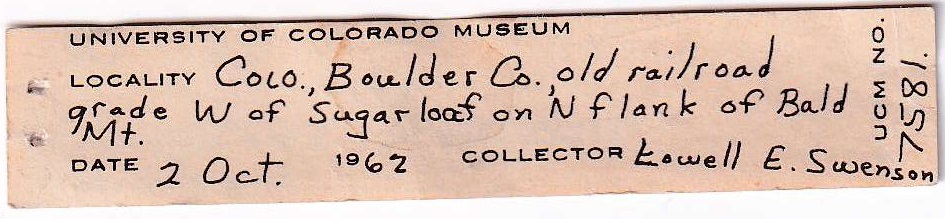 UNIVERSITY OF COLORADO MUSEUM
LOCALITY Colo., Boulder Co., old railroad
grade W of Sugarloaf on N flank of Bald
Mt.
DATE 2 Oct. 1962 COLLECTOR Lowell E. Swenson
UCM NO. 7581.